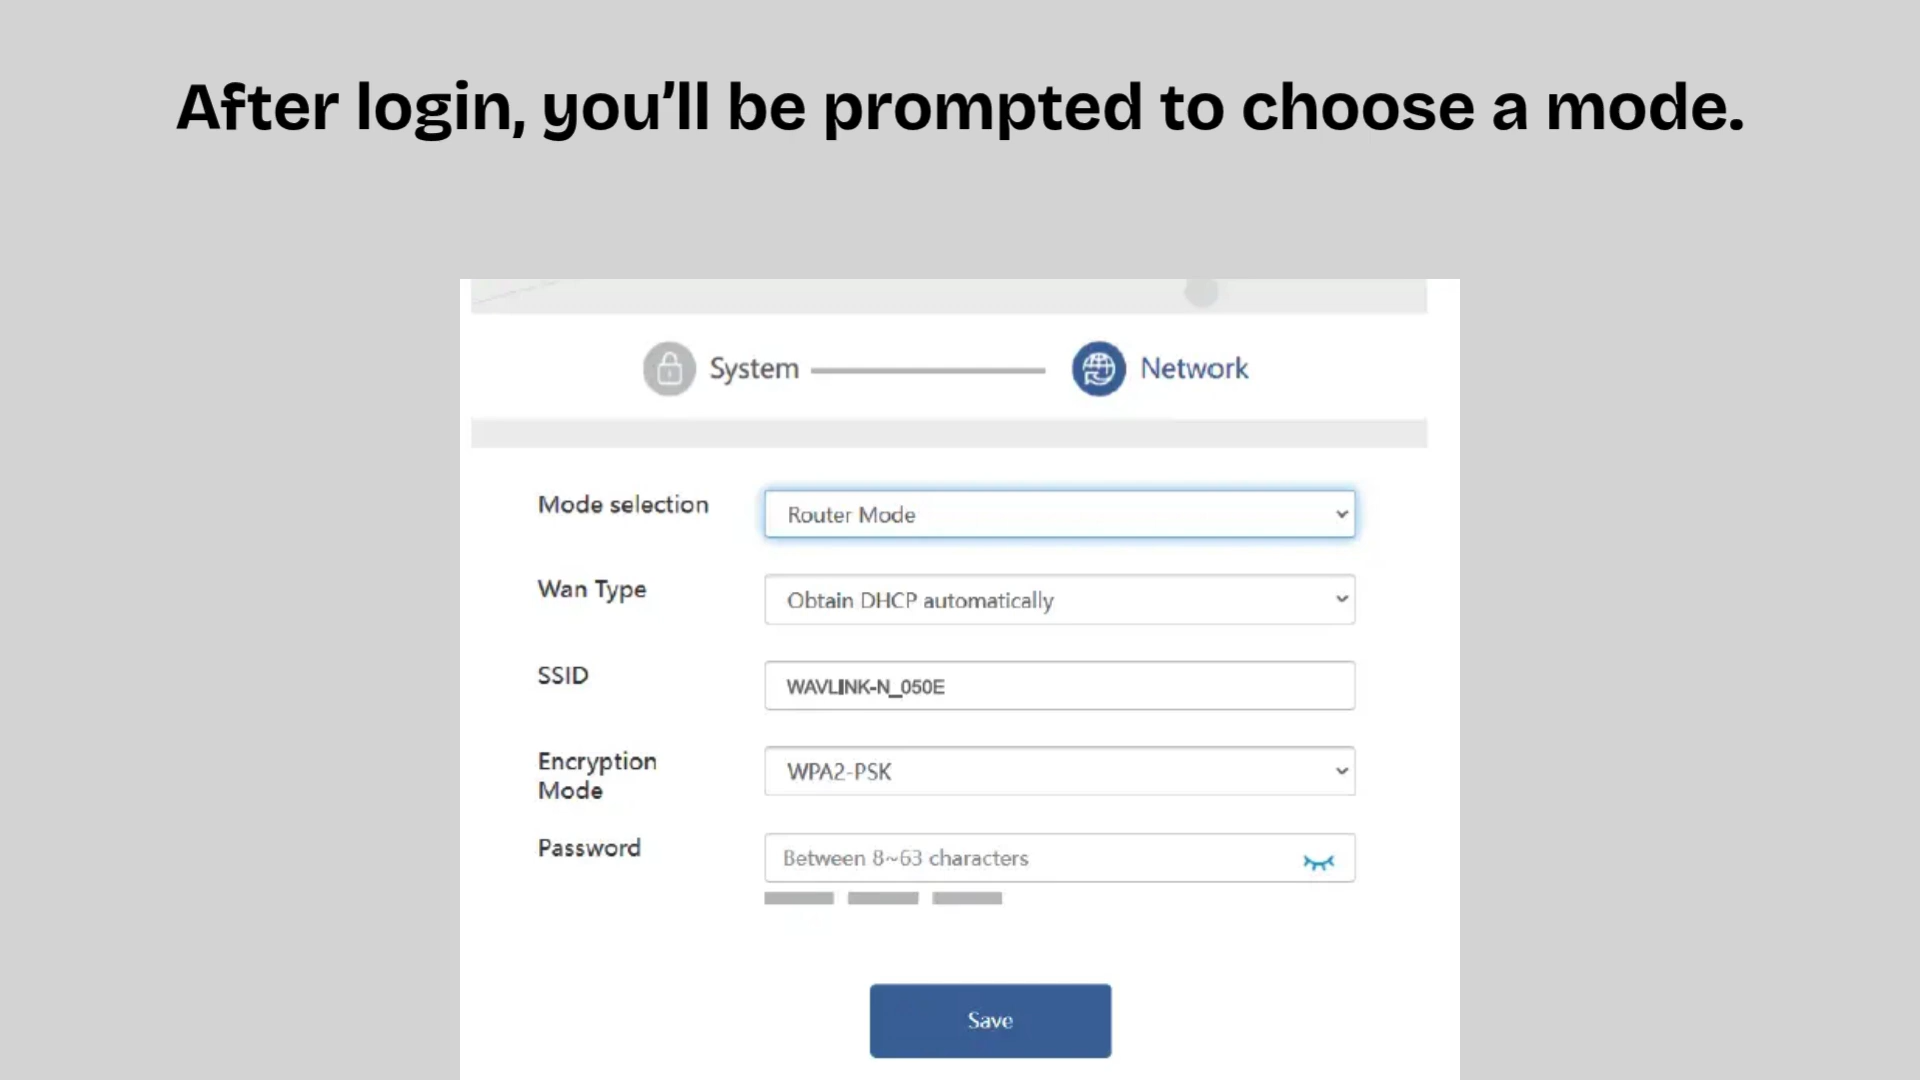 After login, you’ll be prompted to choose a mode.
System
Network
Mode selection
Router Mode
Wan Type
Obtain DHCP automatically
SSID
WAVLINK-N_050E
Encryption
Mode
WPA2-PSK
Password
Between 8~63 characters
Save